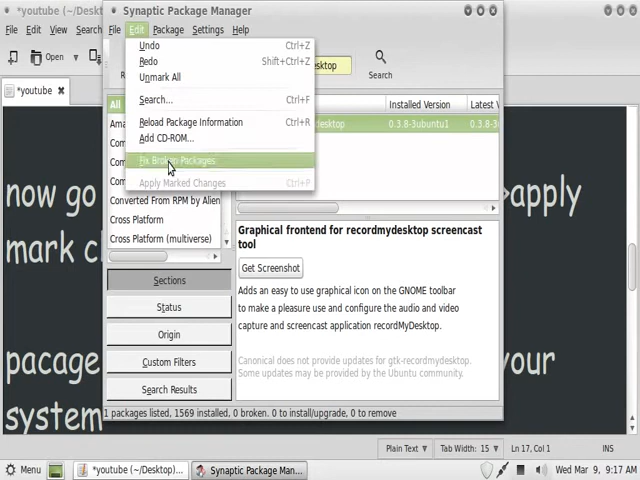 *youtube (~/Deskt
Synaptic Package Manager
File Edit View Search
File Edit Package Settings Help
Open
Undo Ctrl+Z
Redo Shift+Ctrl+Z
Unmark All
Search... Ctrl+F
Reload Package Information Ctrl+R
Add CD-ROM...
Fix Broken Packages
Apply Marked Changes Ctrl+P
sktop
Search
*youtube
All
Installed Version
Latest V
desktop
0.3.8-3ubuntu1
0.3.8-3
Ama
Com
Com
Com
Converted From RPM by Alien
Cross Platform
Cross Platform (multiverse)
now go
>apply
mark c
pacage
your
system
Graphical frontend for recordmydesktop screencast
tool
Get Screenshot
Adds an easy to use graphical icon on the GNOME toolbar
to make a pleasure use and configure the audio and video
capture and screencast application recordMyDesktop.
Canonical does not provide updates for gtk-recordmydesktop.
Some updates may be provided by the Ubuntu community.
Sections
Status
Origin
Custom Filters
Search Results
1 packages listed, 1569 installed, 0 broken. 0 to install/upgrade, 0 to remove
Plain Text Tab Width: 15 Ln 17, Col 1 INS
Menu
*youtube (~/Desktop)...
Synaptic Package Man...
Wed Mar 9, 9:17 AM